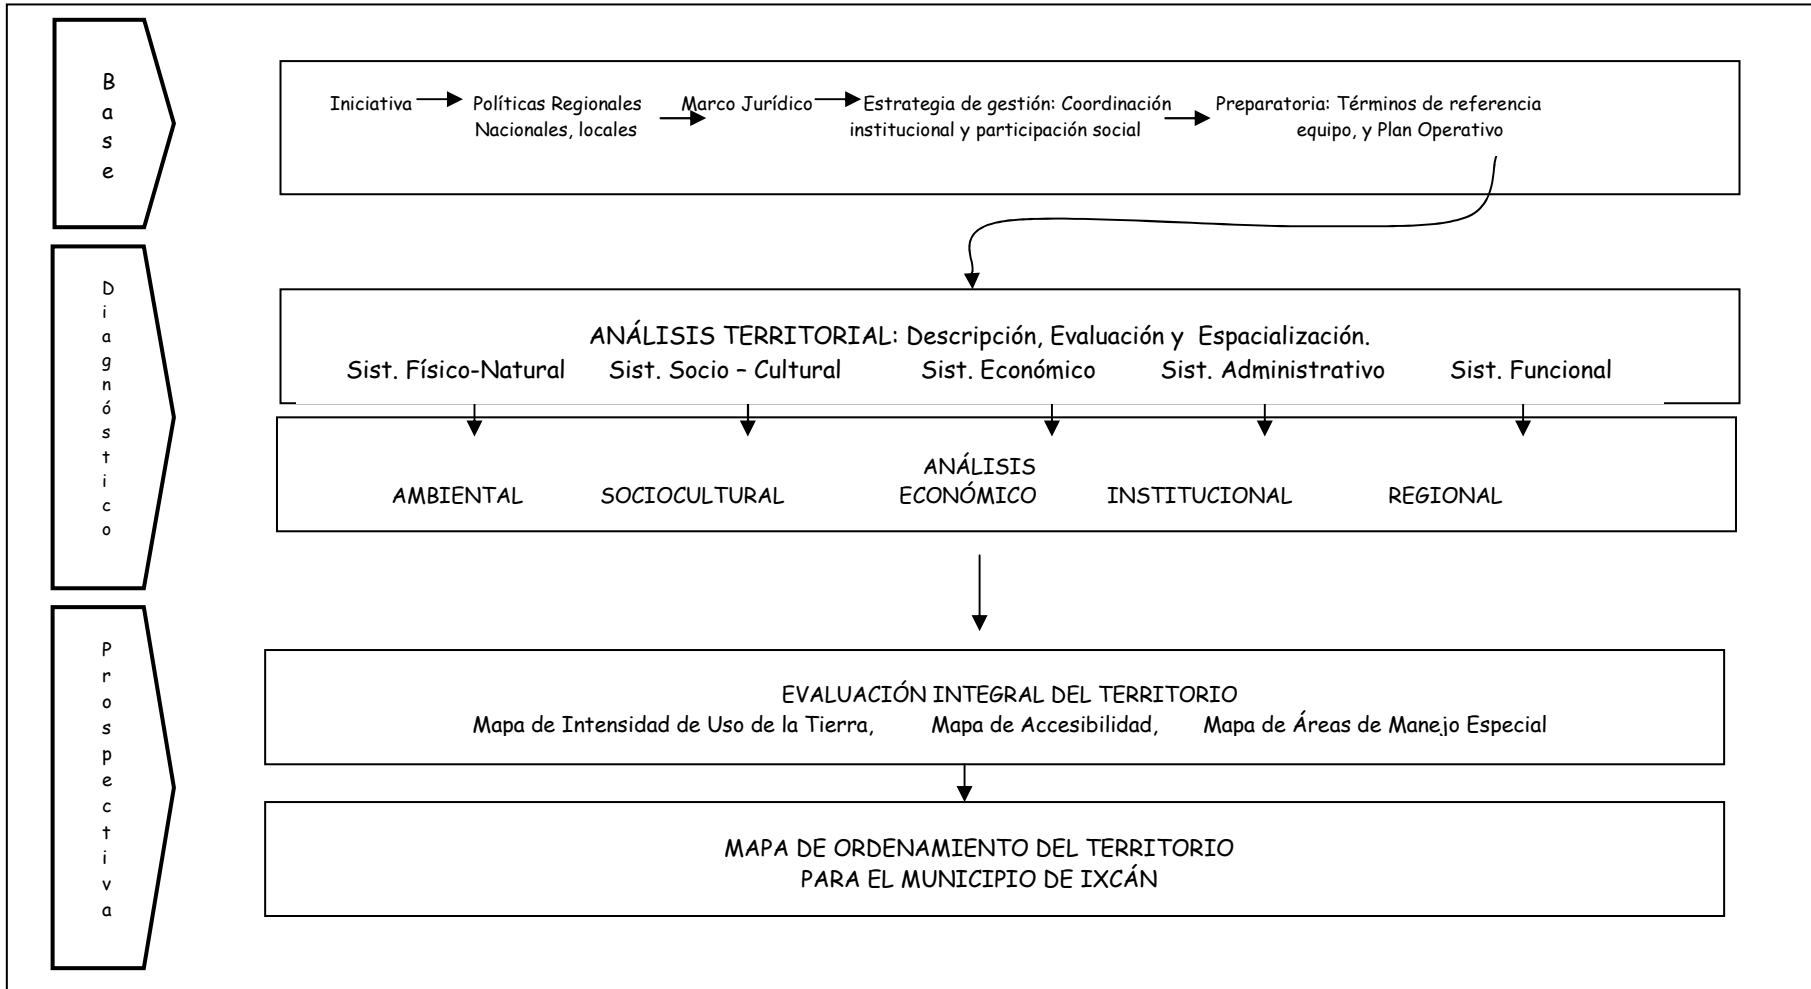 Base
Iniciativa
Políticas Regionales
Nacionales, locales
Marco Jurídico
Estrategia de gestión: Coordinación
institucional y participación social
Preparatoria: Términos de referencia
equipo, y Plan Operativo
Diagnóstico
ANÁLISIS TERRITORIAL: Descripción, Evaluación y Espacialización.
Sist. Físico-Natural Sist. Socio – Cultural Sist. Económico Sist. Administrativo Sist. Funcional
ANÁLISIS
AMBIENTAL SOCIOCULTURAL ECONÓMICO INSTITUCIONAL REGIONAL
Prospectiva
EVALUACIÓN INTEGRAL DEL TERRITORIO
Mapa de Intensidad de Uso de la Tierra, Mapa de Accesibilidad, Mapa de Áreas de Manejo Especial
MAPA DE ORDENAMIENTO DEL TERRITORIO
PARA EL MUNICIPIO DE IXCÁN